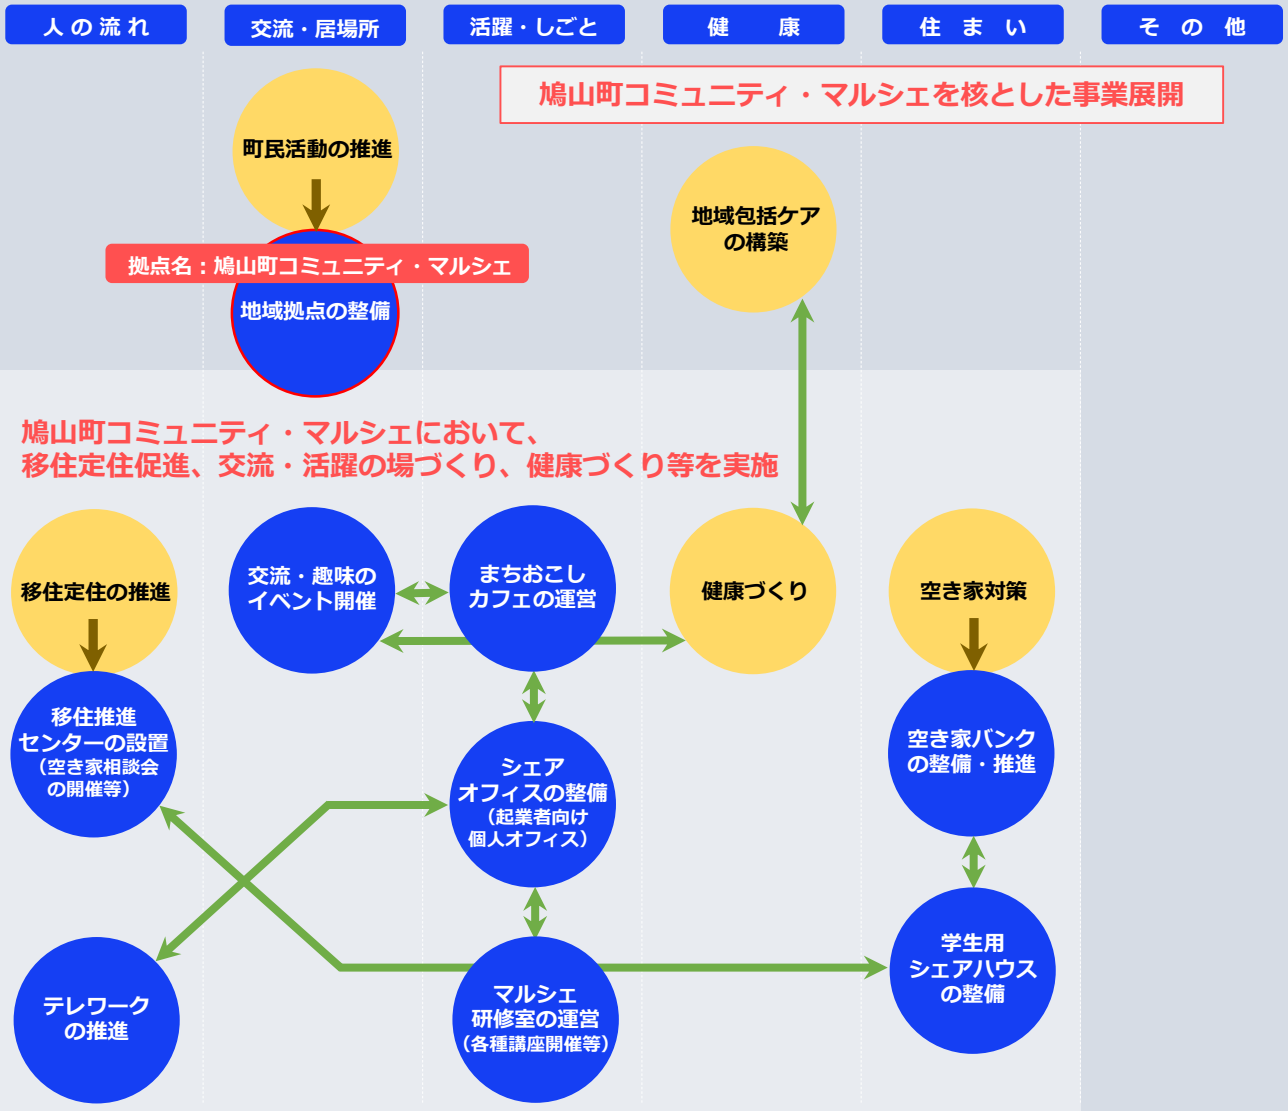 人の流れ
交流・居場所
活躍・しごと
健　　康
住　ま　い
そ　の　他
鳩山町コミュニティ・マルシェを核とした事業展開
町民活動の推進
地域包括ケア
の構築
拠点名：鳩山町コミュニティ・マルシェ
地域拠点の整備
鳩山町コミュニティ・マルシェにおいて、
移住定住促進、交流・活躍の場づくり、健康づくり等を実施
移住定住の推進
交流・趣味の
イベント開催
まちおこし
カフェの運営
健康づくり
空き家対策
移住推進
センターの設置
（空き家相談会
の開催等）
シェア
オフィスの整備
（起業者向け
個人オフィス）
空き家バンク
の整備・推進
テレワーク
の推進
マルシェ
研修室の運営
（各種講座開催等）
学生用
シェアハウス
の整備